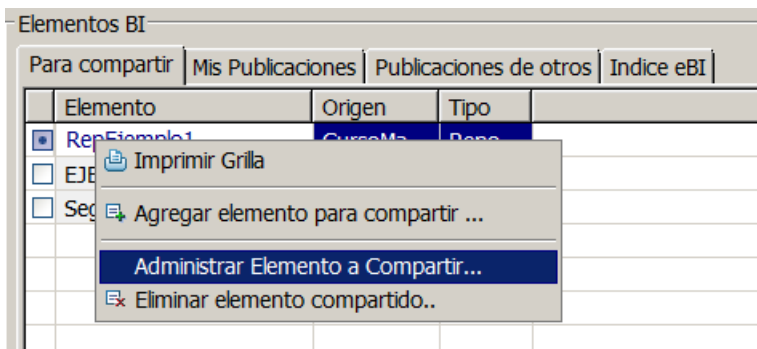 Elementos BI
Para compartir Mis Publicaciones Publicaciones de otros Indice eBI
Elemento Origen Tipo
RepEjemplo1
Imprimir Grilla
Agregar elemento para compartir ...
Administrar Elemento a Compartir...
Eliminar elemento compartido..